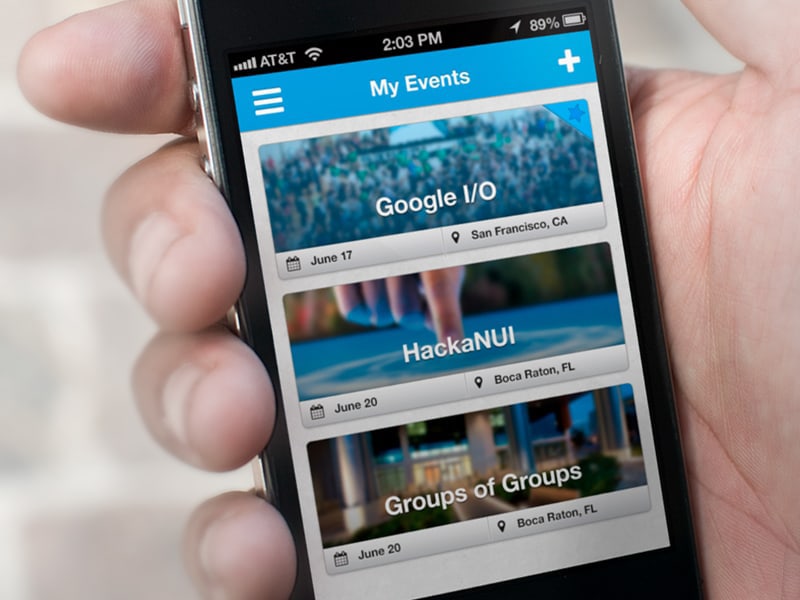 AT&T 2:03 PM 89%
My Events
Google I/O
June 17 San Francisco, CA
HackaNUI
June 20 Boca Raton, FL
Groups of Groups
June 20 Boca Raton, FL